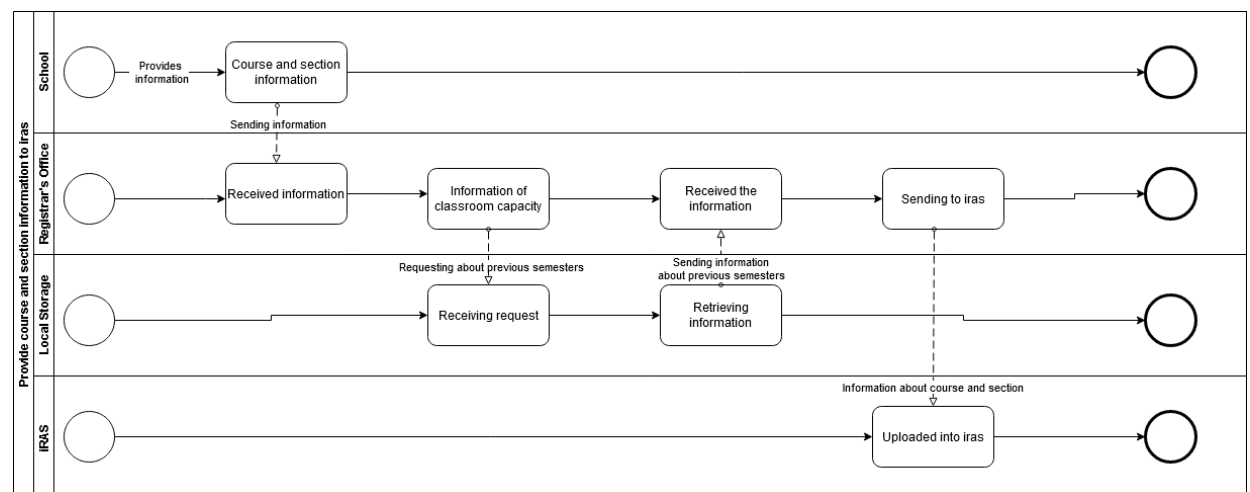 Provide course and section information to iras
School
Provides
information
Course and section
information
Sending information
Registrar's Office
Received information
Information of
classroom capacity
Received the
information
Sending to iras
Requesting about previous semesters
Sending information
about previous semesters
Local Storage
Receiving request
Retrieving
information
Information about course and section
iRAS
Uploaded into iras